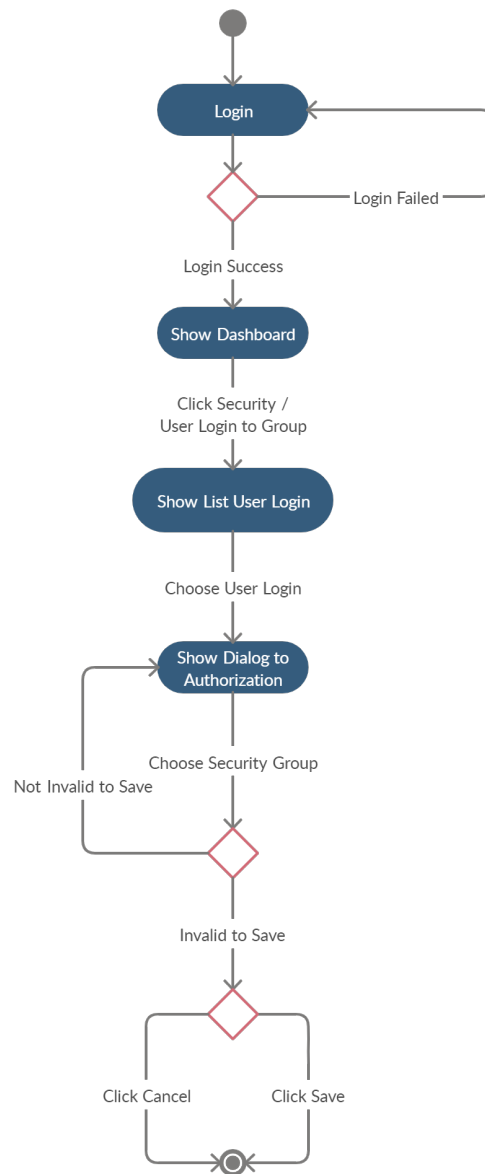 Login
Login Failed
Login Success
Show Dashboard
Click Security /
User Login to Group
Show List User Login
Choose User Login
Show Dialog to
Authorization
Choose Security Group
Not Invalid to Save
Invalid to Save
Click Cancel
Click Save